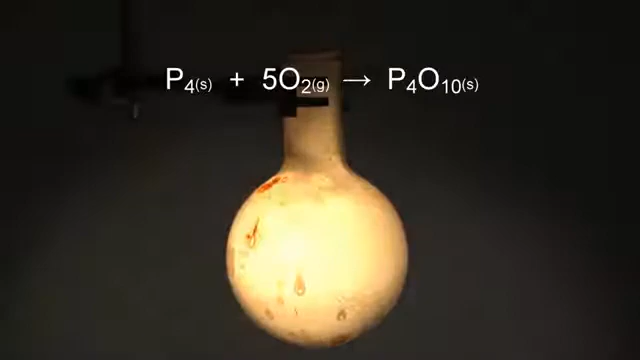 P₄(s) + 5O₂(g) → P₄O₁₀(s)